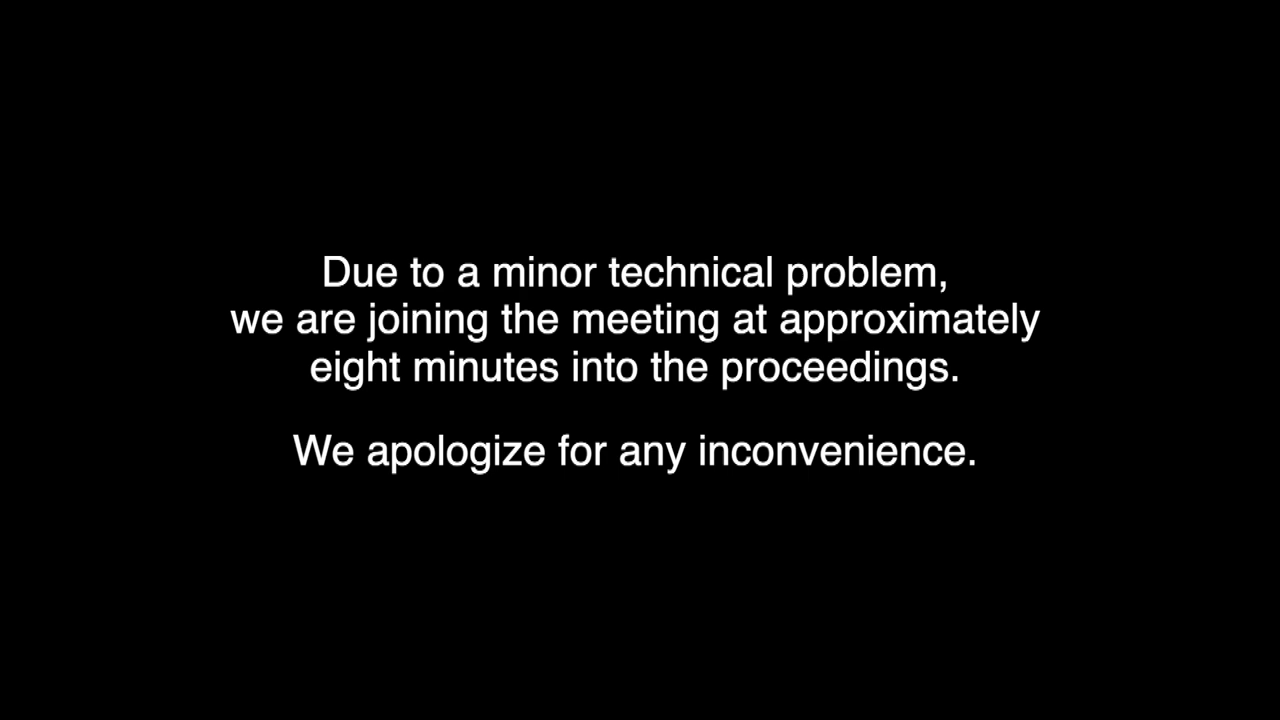 Due to a minor technical problem,
we are joining the meeting at approximately
eight minutes into the proceedings.
We apologize for any inconvenience.